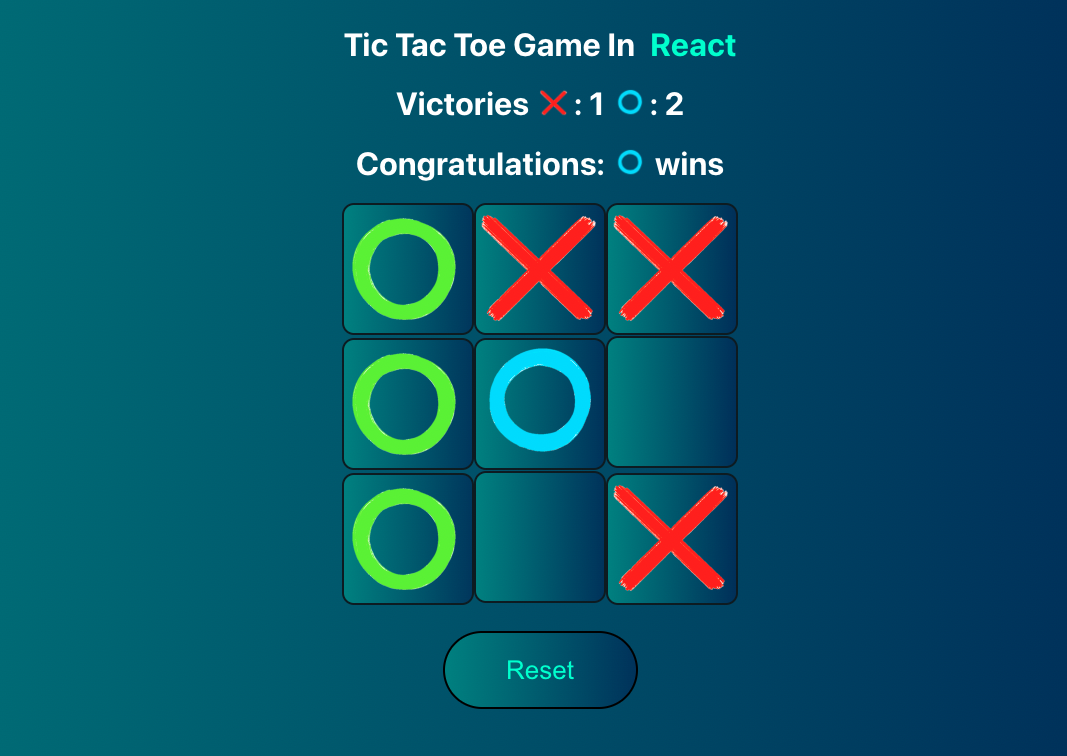 Tic Tac Toe Game In React
Victories ❌ : 1 ⭕ : 2
Congratulations: ⭕ wins
Reset